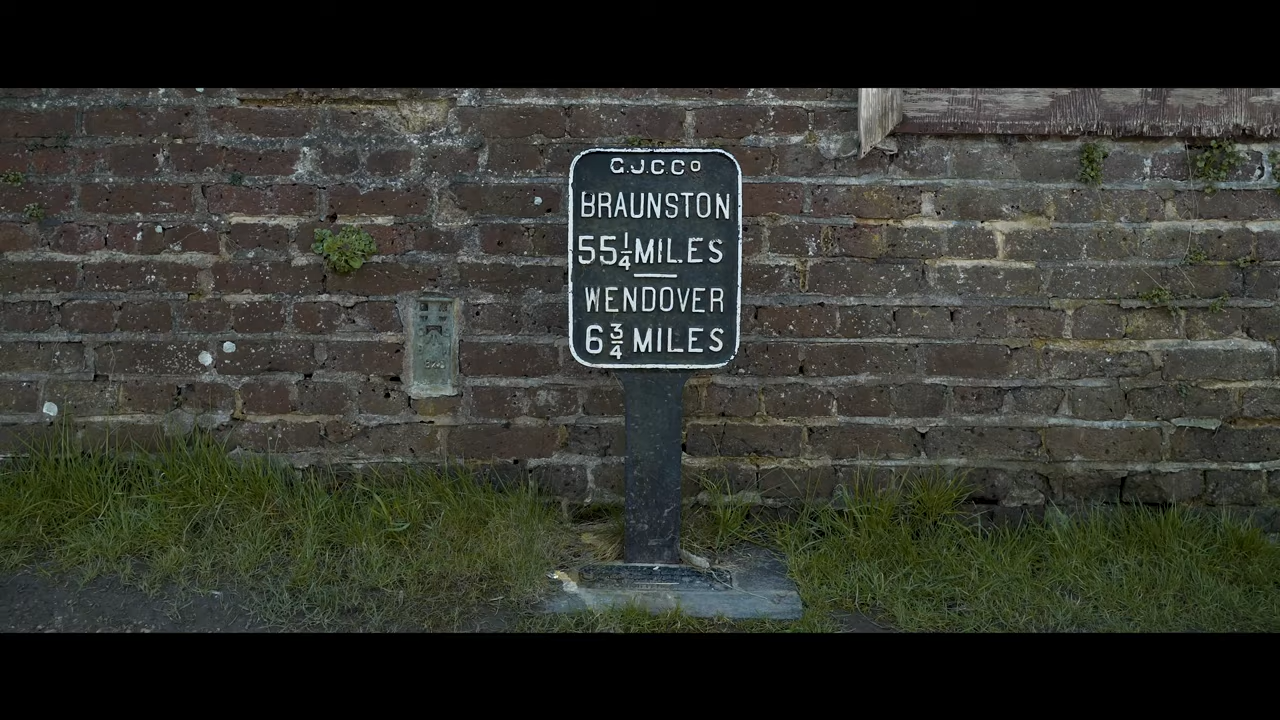 G.J.C.Cº
BRAUNSTON
55¼ MILES
WENDOVER
6¾ MILES